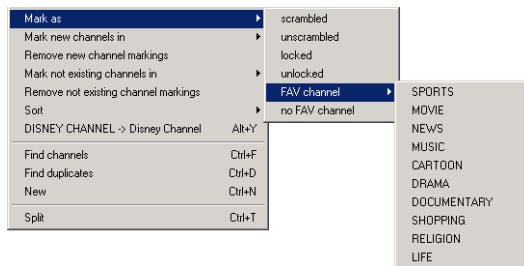 Mark as
Mark new channels in
Remove new channel markings
Mark not existing channels in
Remove not existing channel markings
Sort
DISNEY CHANNEL -> Disney Channel Alt+Y
Find channels Ctrl+F
Find duplicates Ctrl+D
New Ctrl+N
Split Ctrl+T
scrambled
unscrambled
locked
unlocked
FAV channel
no FAV channel
SPORTS
MOVIE
NEWS
MUSIC
CARTOON
DRAMA
DOCUMENTARY
SHOPPING
RELIGION
LIFE